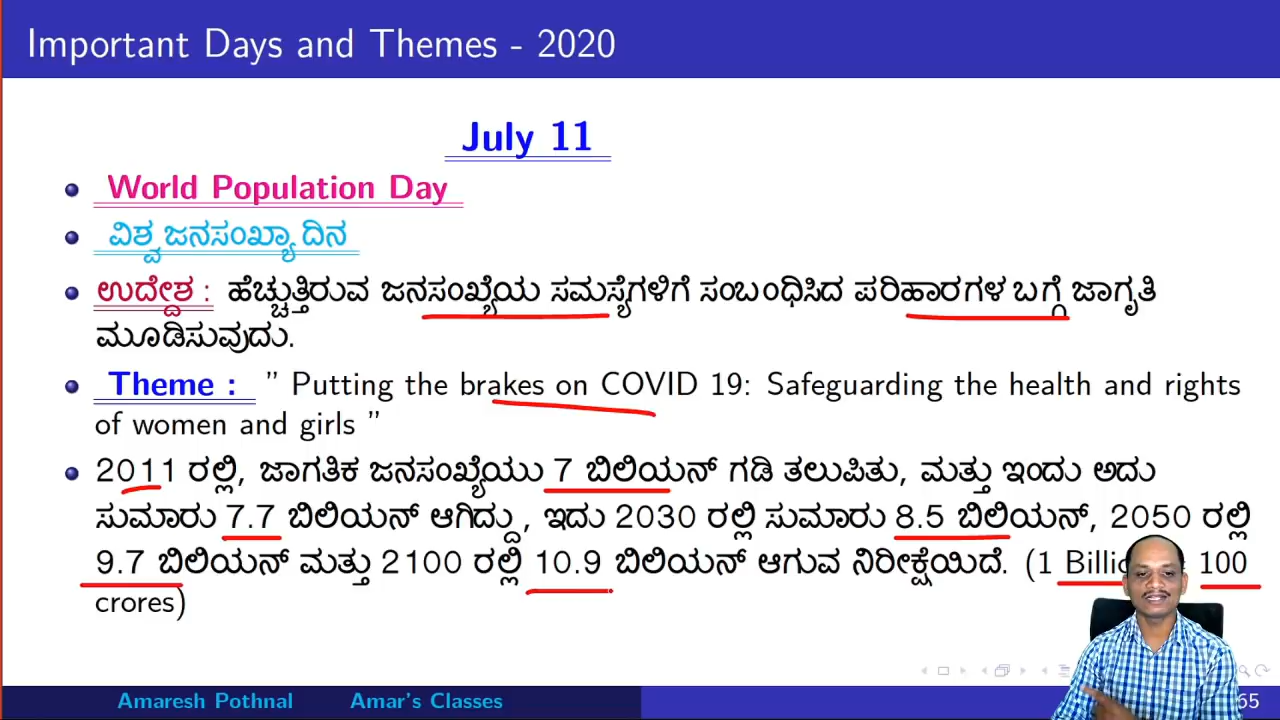 Important Days and Themes - 2020
July 11
World Population Day
ವಿಶ್ವ ಜನಸಂಖ್ಯಾ ದಿನ
ಉದ್ದೇಶ : ಹೆಚ್ಚುತ್ತಿರುವ ಜನಸಂಖ್ಯೆಯ ಸಮಸ್ಯೆಗಳಿಗೆ ಸಂಬಂಧಿಸಿದ ಪರಿಹಾರಗಳ ಬಗ್ಗೆ ಜಾಗೃತಿ
ಮೂಡಿಸುವುದು.
Theme : ” Putting the brakes on COVID 19: Safeguarding the health and rights
of women and girls ”
2011 ರಲ್ಲಿ, ಜಾಗತಿಕ ಜನಸಂಖ್ಯೆಯು 7 ಬಿಲಿಯನ್ ಗಡಿ ತಲುಪಿತು, ಮತ್ತು ಇಂದು ಅದು
ಸುಮಾರು 7.7 ಬಿಲಿಯನ್ ಆಗಿದ್ದು, ಇದು 2030 ರಲ್ಲಿ ಸುಮಾರು 8.5 ಬಿಲಿಯನ್, 2050 ರಲ್ಲಿ
9.7 ಬಿಲಿಯನ್ ಮತ್ತು 2100 ರಲ್ಲಿ 10.9 ಬಿಲಿಯನ್ ಆಗುವ ನಿರೀಕ್ಷೆಯಿದೆ. (1 100
crores)
Amaresh Pothnal Amar's Classes